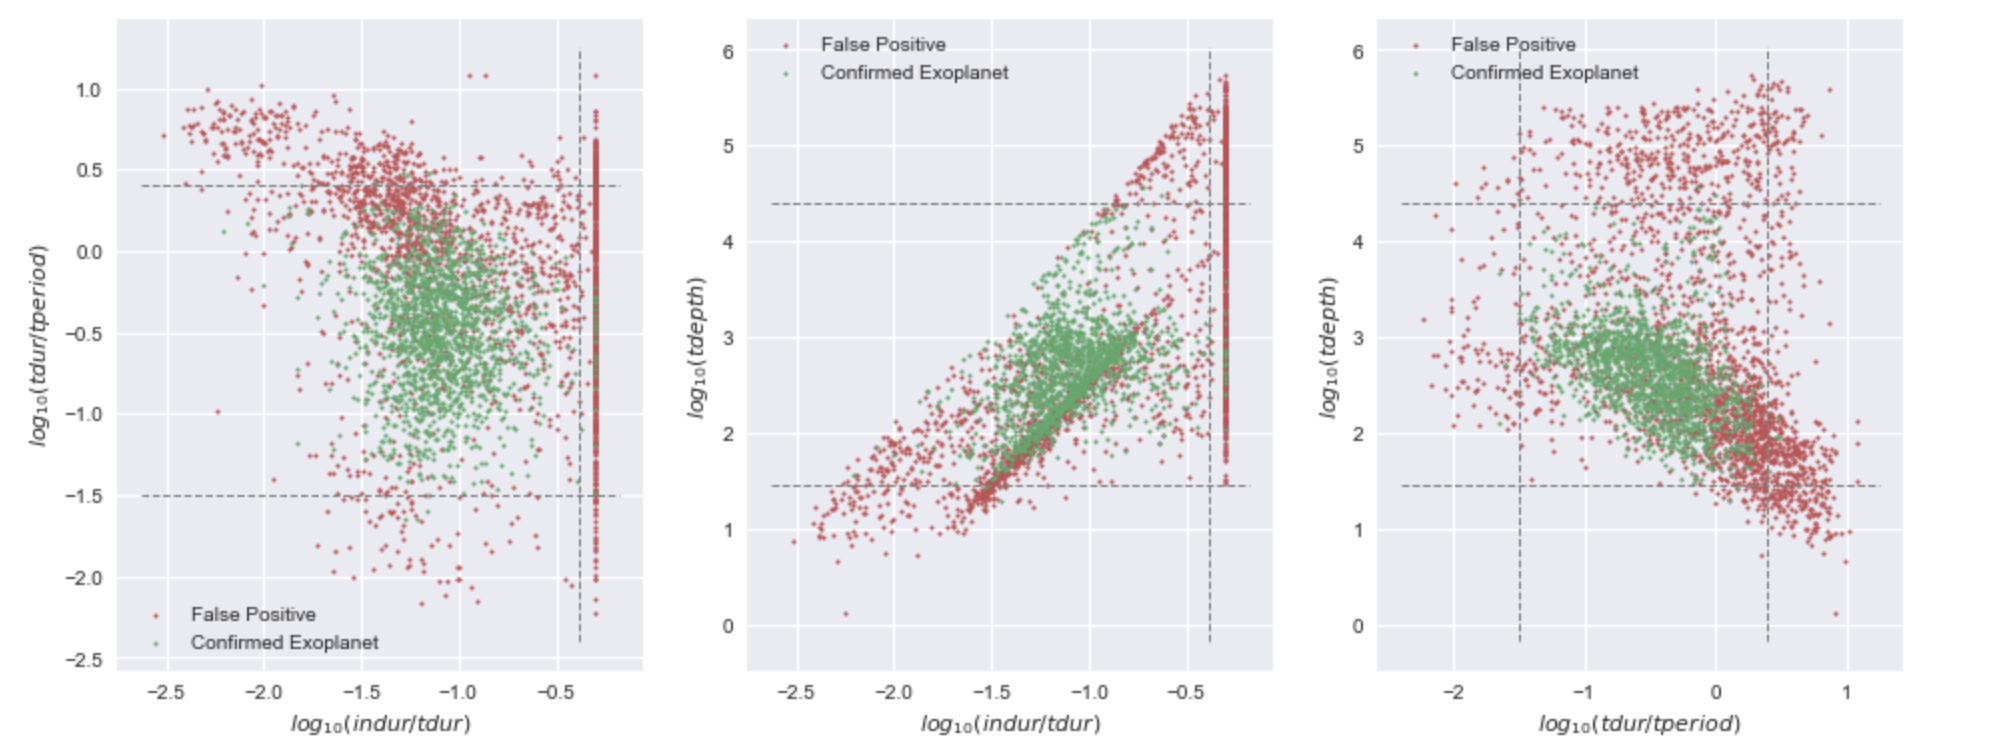 1.0
0.5
0.0
−0.5
−1.0
−1.5
−2.0
−2.5
log₁₀(tdur/tperiod)
False Positive
Confirmed Exoplanet
−2.5 −2.0 −1.5 −1.0 −0.5
log₁₀(indur/tdur)
6
5
4
3
2
1
0
log₁₀(tdepth)
False Positive
Confirmed Exoplanet
−2.5 −2.0 −1.5 −1.0 −0.5
log₁₀(indur/tdur)
6
5
4
3
2
1
0
log₁₀(tdepth)
False Positive
Confirmed Exoplanet
−2 −1 0 1
log₁₀(tdur/tperiod)